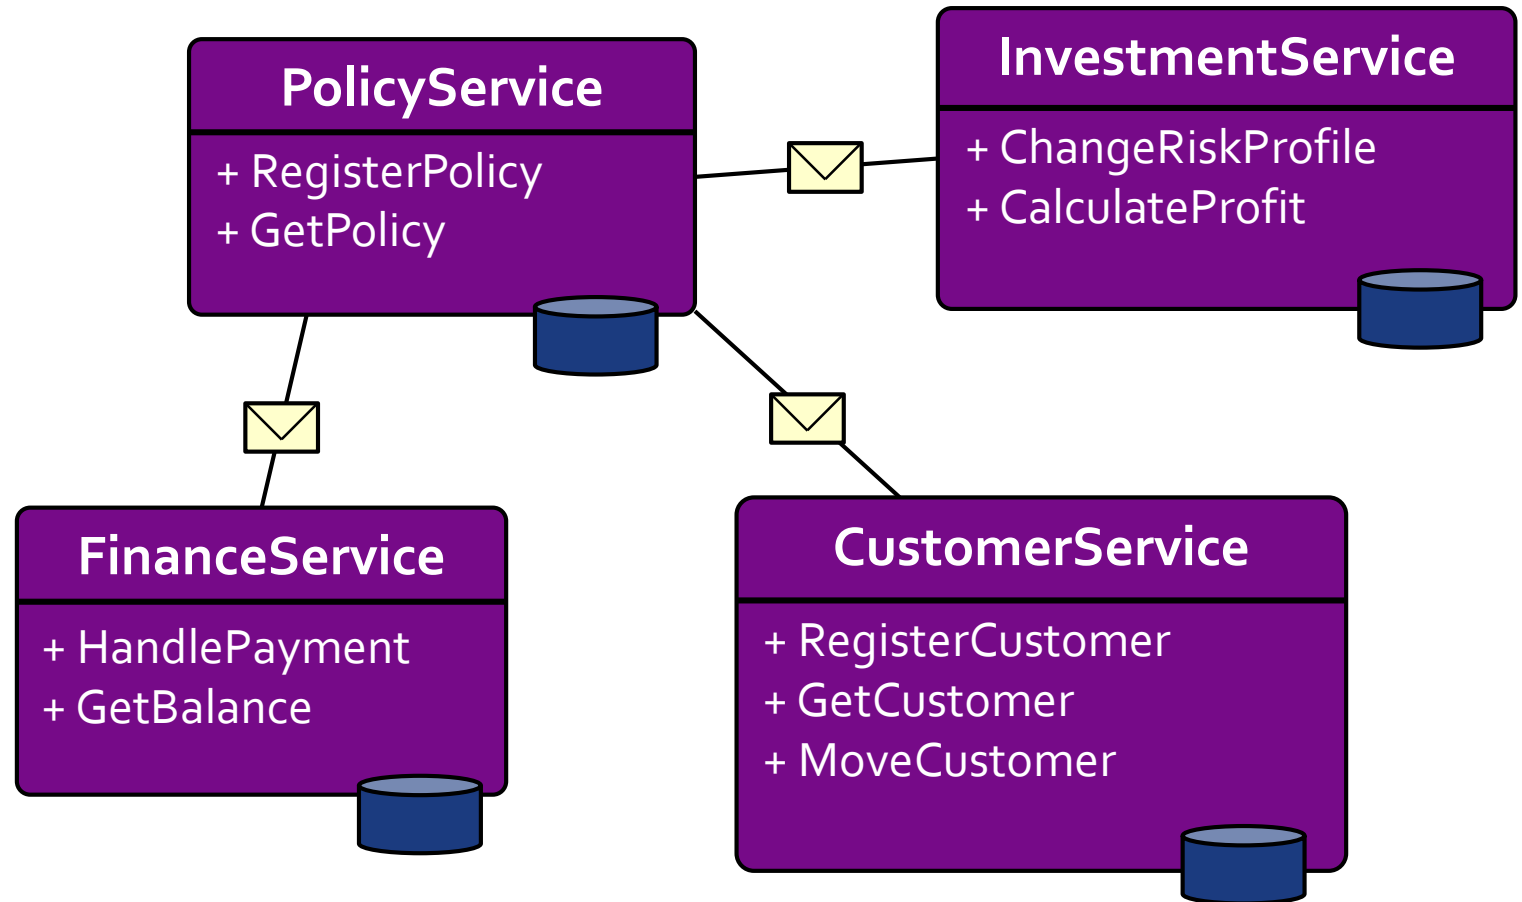 PolicyService
+ RegisterPolicy
+ GetPolicy
InvestmentService
+ ChangeRiskProfile
+ CalculateProfit
FinanceService
+ HandlePayment
+ GetBalance
CustomerService
+ RegisterCustomer
+ GetCustomer
+ MoveCustomer